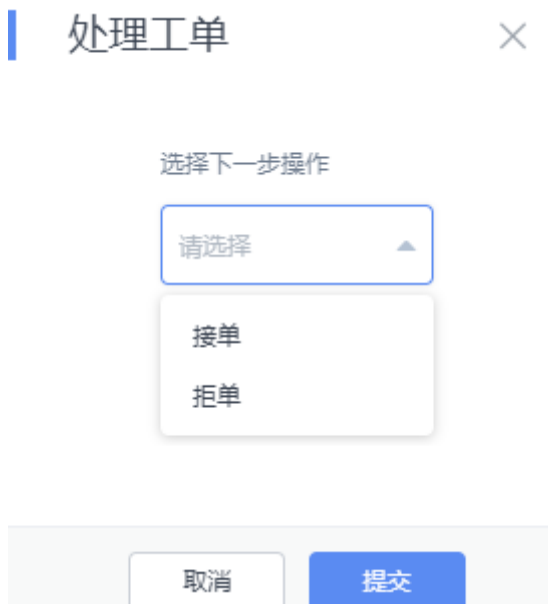 处理工单
选择下一步操作
请选择
接单
拒单
取消
提交